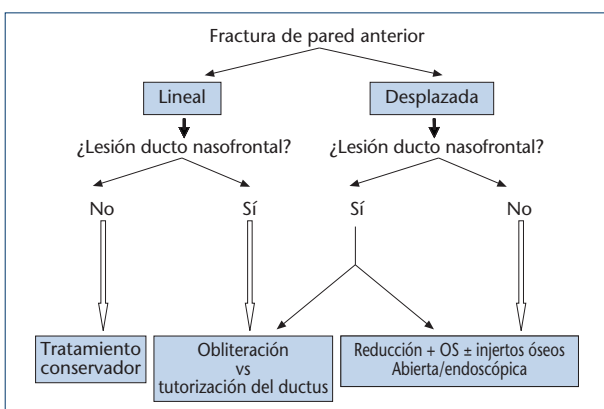 Fractura de pared anterior
Lineal
Desplazada
¿Lesión ducto nasofrontal?
¿Lesión ducto nasofrontal?
No
Sí
Sí
No
Tratamiento
conservador
Obliteración
vs
tutorización del ductus
Reducción + OS ± injertos óseos
Abierta/endoscópica